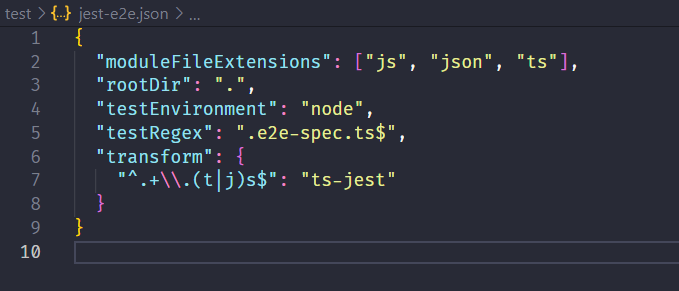 test > {..} jest-e2e.json > ...
1 {
2 "moduleFileExtensions": ["js", "json", "ts"],
3 "rootDir": ".",
4 "testEnvironment": "node",
5 "testRegex": ".e2e-spec.ts$",
6 "transform": {
7 "^.+\\.(t|j)s$": "ts-jest"
8 }
9 }
10